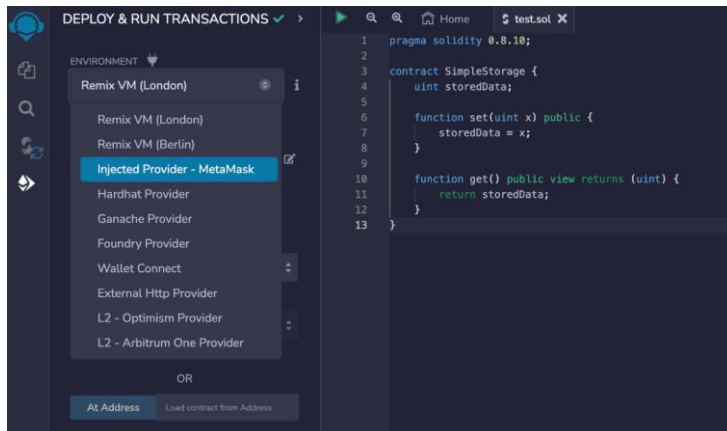 DEPLOY & RUN TRANSACTIONS
ENVIRONMENT
Remix VM (London)
i
Remix VM (London)
Remix VM (Berlin)
Injected Provider - MetaMask
Hardhat Provider
Ganache Provider
Foundry Provider
Wallet Connect
External Http Provider
L2 - Optimism Provider
L2 - Arbitrum One Provider
OR
At Address Load contract from Address
Home test.sol
1 pragma solidity 0.8.10;
2
3 contract SimpleStorage {
4 uint storedData;
5
6 function set(uint x) public {
7 storedData = x;
8 }
9
10 function get() public view returns (uint) {
11 return storedData;
12 }
13 }